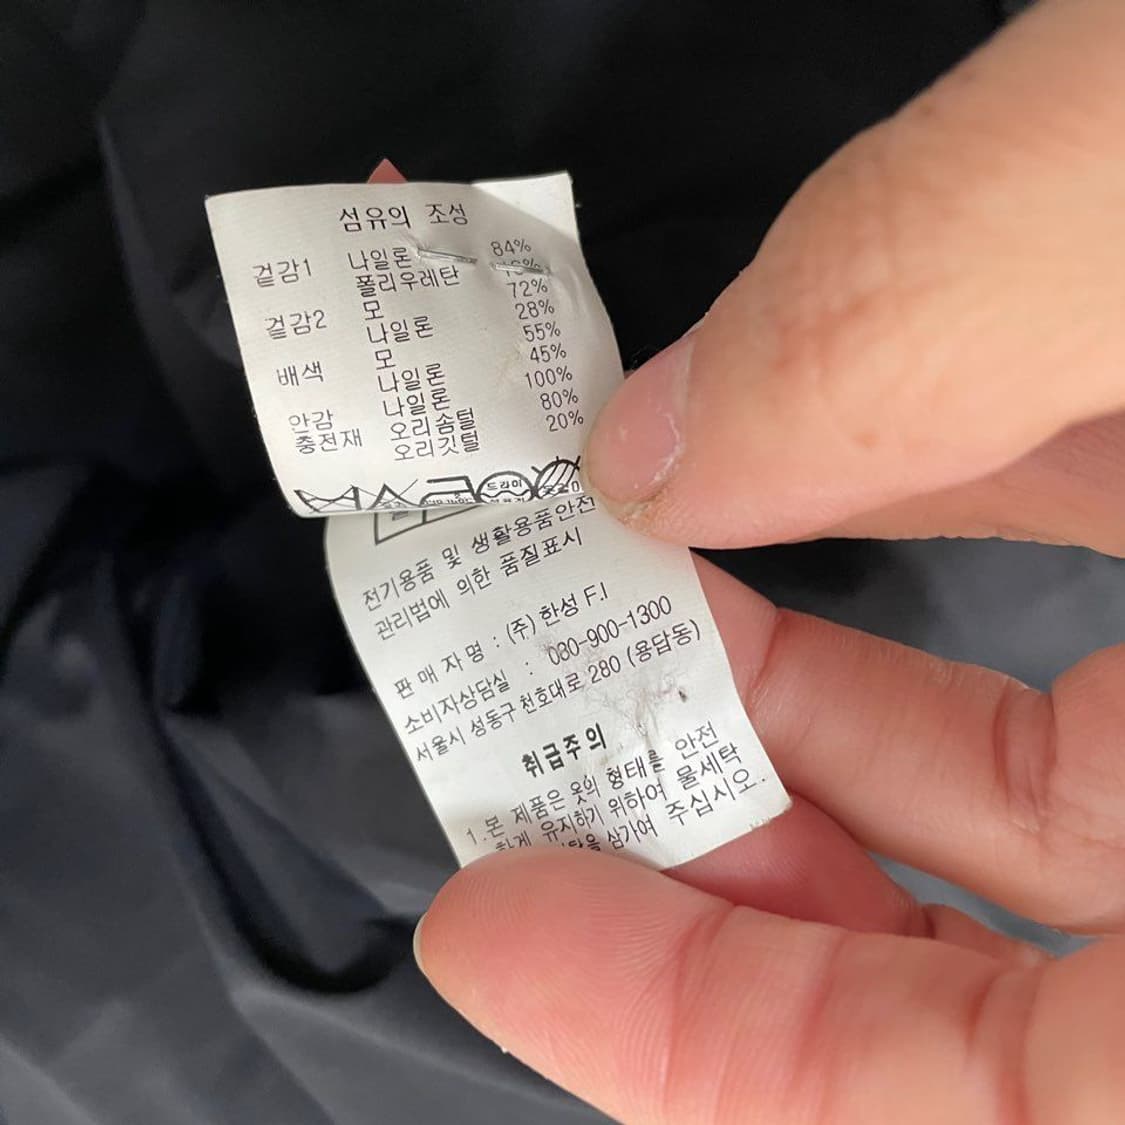 섬유의 조성
겉감1 나일론 84%
폴리우레탄
겉감2 모 72%
나일론 28%
배색 모 55%
나일론 45%
안감 나일론 100%
충전재 오리솜털 80%
오리깃털 20%
드라이
전기용품 및 생활용품안전
관리법에 의한 품질표시
판매자명 : (주) 한성 F.I
소비자상담실 : 080-900-1300
서울시 성동구 천호대로 280 (용답동)
취급주의
1.본 제품은 옷의 형태를 안전
하게 유지하기 위하여 물세탁
삼가여 주십시오.